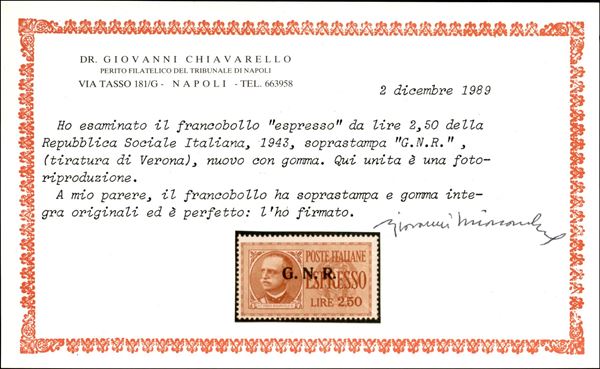 DR. GIOVANNI CHIAVARELLO
PERITO FILATELICO DEL TRIBUNALE DI NAPOLI
VIA TASSO 181/G - NAPOLI - TEL. 663958
2 dicembre 1989
Ho esaminato il francobollo "espresso" da lire 2,50 della
Repubblica Sociale Italiana, 1943, soprastampa "G.N.R.",
(tiratura di Verona), nuovo con gomma. Qui unita è una foto-
riproduzione.
A mio parere, il francobollo ha soprastampa e gomma inte-
gra originali ed è perfetto: l'ho firmato.
POSTE ITALIANE
G.N.R.
ESPRESSO
LIRE 2,50